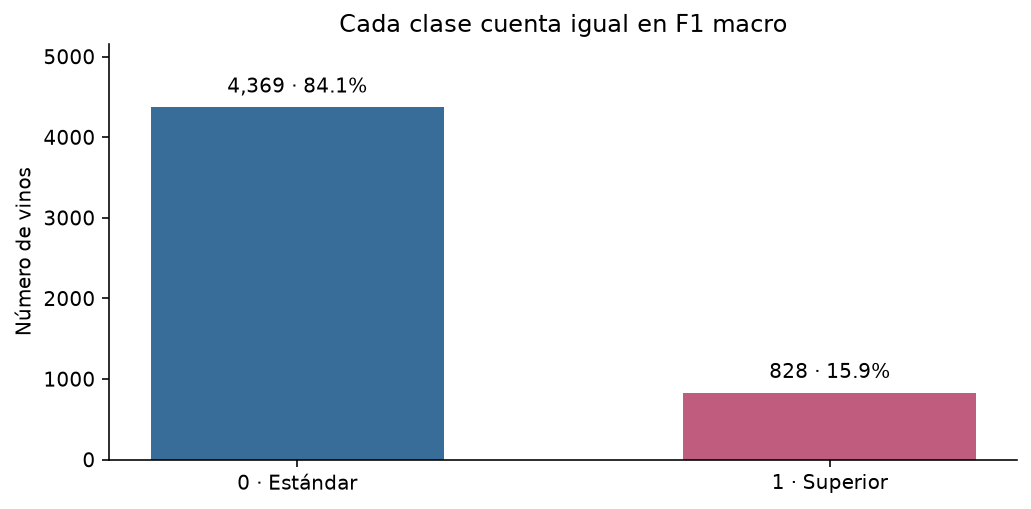 Cada clase cuenta igual en F1 macro
Número de vinos
5000
4000
3000
2000
1000
0
4,369 · 84.1%
828 · 15.9%
0 · Estándar
1 · Superior